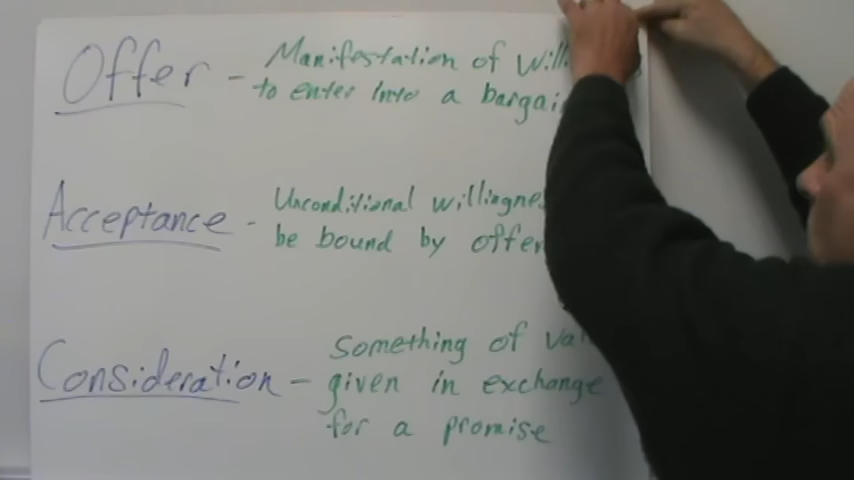 Offer - Manifestation of will
to enter into a bargai
Acceptance - Unconditional willingnes
be bound by offer
Consideration - Something of val
given in exchange
for a promise